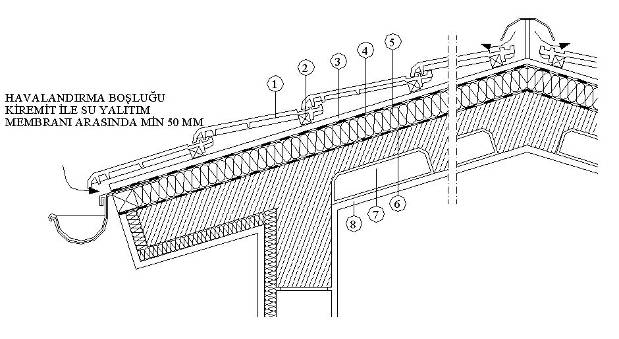 HAVALANDIRMA BOŞLUĞU
KİREMİT İLE SU YALITIM
MEMBRANI ARASINDA MİN 50 MM
1
2
3
4
5
6
7
8